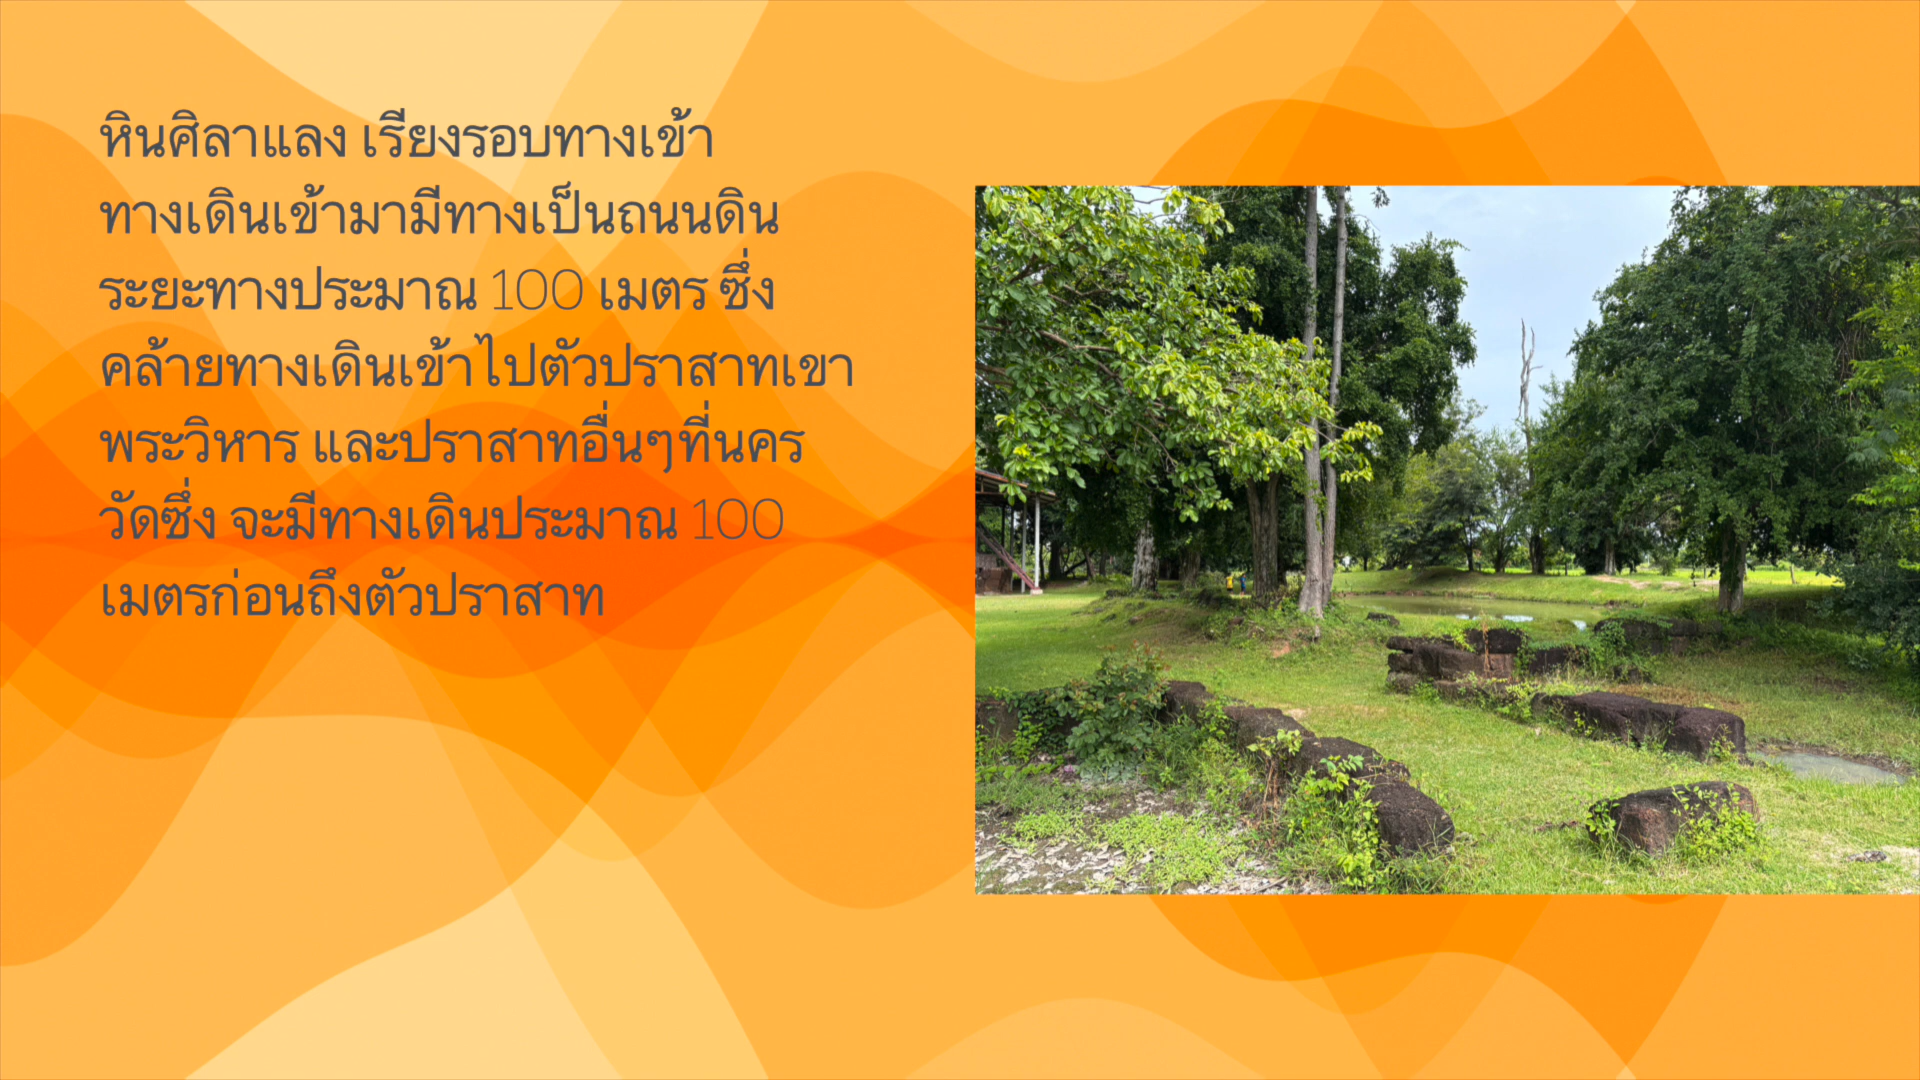 หินศิลาแลง เรียงรอบทางเข้า
ทางเดินเข้ามามีทางเป็นถนนดิน
ระยะทางประมาณ 100 เมตร ซึ่ง
คล้ายทางเดินเข้าไปตัวปราสาทเขา
พระวิหาร และปราสาทอื่นๆที่นคร
วัดซึ่ง จะมีทางเดินประมาณ 100
เมตรก่อนถึงตัวปราสาท